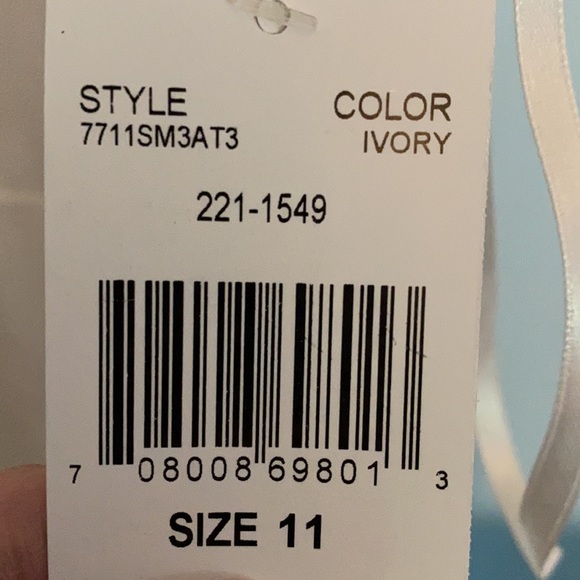 STYLE COLOR
7711SM3AT3 IVORY
221-1549
7 08008 69801 3
SIZE 11